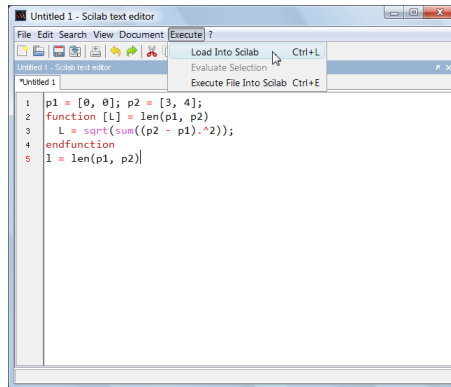 Untitled 1 - Scilab text editor
File Edit Search View Document Execute ?
Load Into Scilab Ctrl+L
Evaluate Selection
Execute File Into Scilab Ctrl+E
Untitled 1 - Scilab text editor
*Untitled 1
1 p1 = [0, 0]; p2 = [3, 4];
2 function [L] = len(p1, p2)
3 L = sqrt(sum((p2 - p1).^2));
4 endfunction
5 l = len(p1, p2)